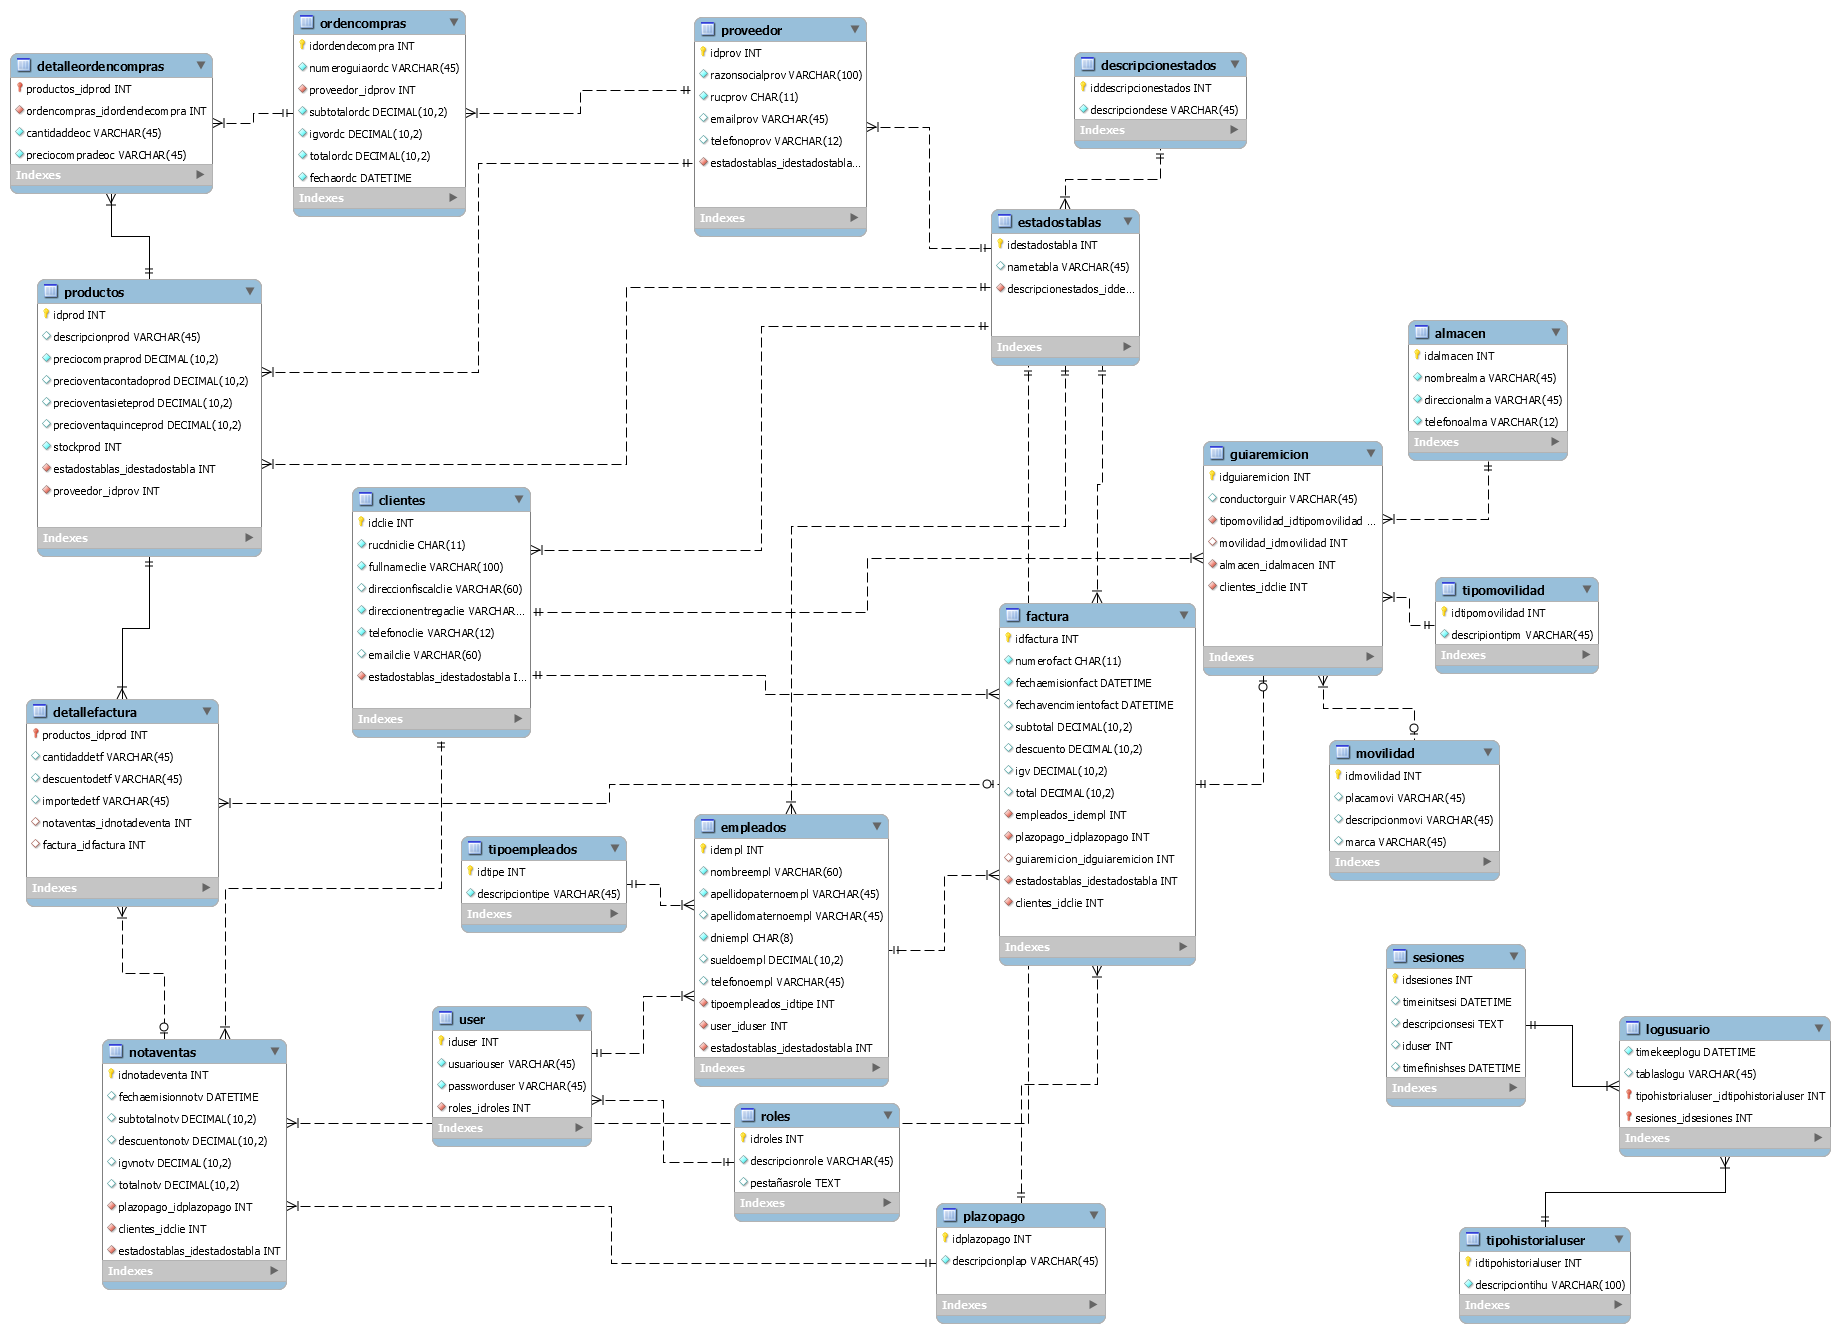 detalleordencompras
productos_idprod INT
ordencompras_idordendecompra INT
cantidaddeoc VARCHAR(45)
preciocompradeoc VARCHAR(45)
Indexes
ordencompras
idordendecompra INT
numeroguiaordc VARCHAR(45)
proveedor_idprov INT
subtotalordc DECIMAL(10,2)
igvordc DECIMAL(10,2)
totalordc DECIMAL(10,2)
fechaordc DATETIME
Indexes
proveedor
idprov INT
razonsocialprov VARCHAR(100)
rucprov CHAR(11)
emailprov VARCHAR(45)
telefonoprov VARCHAR(12)
estadostablas_idestadostabla...
Indexes
descripcionestados
iddescripcionestados INT
descripciondese VARCHAR(45)
Indexes
estadostablas
idestadostabla INT
nametabla VARCHAR(45)
descripcionestados_idde...
Indexes
productos
idprod INT
descripcionprod VARCHAR(45)
preciocompraprod DECIMAL(10,2)
precioventacontadoprod DECIMAL(10,2)
precioventasieteprod DECIMAL(10,2)
precioventaquinceprod DECIMAL(10,2)
stockprod INT
estadostablas_idestadostabla INT
proveedor_idprov INT
Indexes
almacen
idalmacen INT
nombrealma VARCHAR(45)
direccionalma VARCHAR(45)
telefonoalma VARCHAR(12)
Indexes
guiaremicion
idguiaremicion INT
conductorguir VARCHAR(45)
tipomovilidad_idtipomovilidad ...
movilidad_idmovilidad INT
almacen_idalmacen INT
clientes_idclie INT
Indexes
clientes
idclie INT
rucdniclie CHAR(11)
fullnameclie VARCHAR(100)
direccionfiscalclie VARCHAR(60)
direccionentregaclie VARCHAR...
telefonoclie VARCHAR(12)
emailclie VARCHAR(60)
estadostablas_idestadostabla I...
Indexes
tipomovilidad
idtipomovilidad INT
descripiontipm VARCHAR(45)
Indexes
factura
idfactura INT
numerofact CHAR(11)
fechaemisionfact DATETIME
fechavencimientofact DATETIME
subtotal DECIMAL(10,2)
descuento DECIMAL(10,2)
igv DECIMAL(10,2)
total DECIMAL(10,2)
empleados_idempl INT
plazopago_idplazopago INT
guiaremicion_idguiaremicion INT
estadostablas_idestadostabla INT
clientes_idclie INT
Indexes
detallefactura
productos_idprod INT
cantidaddetf VARCHAR(45)
descuentodetf VARCHAR(45)
importedetf VARCHAR(45)
notaventas_idnotadeventa INT
factura_idfactura INT
Indexes
movilidad
idmovilidad INT
placamovi VARCHAR(45)
descripcionmovi VARCHAR(45)
marca VARCHAR(45)
Indexes
tipoempleados
idtipe INT
descripciontipe VARCHAR(45)
Indexes
empleados
idempl INT
nombreempl VARCHAR(60)
apellidopaternoempl VARCHAR(45)
apellidomaternoempl VARCHAR(45)
dniempl CHAR(8)
sueldoempl DECIMAL(10,2)
telefonoempl VARCHAR(45)
tipoempleados_idtipe INT
user_iduser INT
estadostablas_idestadostabla INT
Indexes
sesiones
idsesiones INT
timeinitsesi DATETIME
descripcionsesi TEXT
iduser INT
timefinishses DATETIME
Indexes
user
iduser INT
usuariouser VARCHAR(45)
passworduser VARCHAR(45)
roles_idroles INT
Indexes
logusuario
timekeeplogu DATETIME
tablaslogu VARCHAR(45)
tipohistorialuser_idtipohistorialuser INT
sesiones_idsesiones INT
Indexes
notaventas
idnotadeventa INT
fechaemisionnotv DATETIME
subtotalnotv DECIMAL(10,2)
descuentonotv DECIMAL(10,2)
igvnotv DECIMAL(10,2)
totalnotv DECIMAL(10,2)
plazopago_idplazopago INT
clientes_idclie INT
estadostablas_idestadostabla INT
Indexes
roles
idroles INT
descripcionrole VARCHAR(45)
pestañasrole TEXT
Indexes
plazopago
idplazopago INT
descripcionplap VARCHAR(45)
Indexes
tipohistorialuser
idtipohistorialuser INT
descripciontihu VARCHAR(100)
Indexes